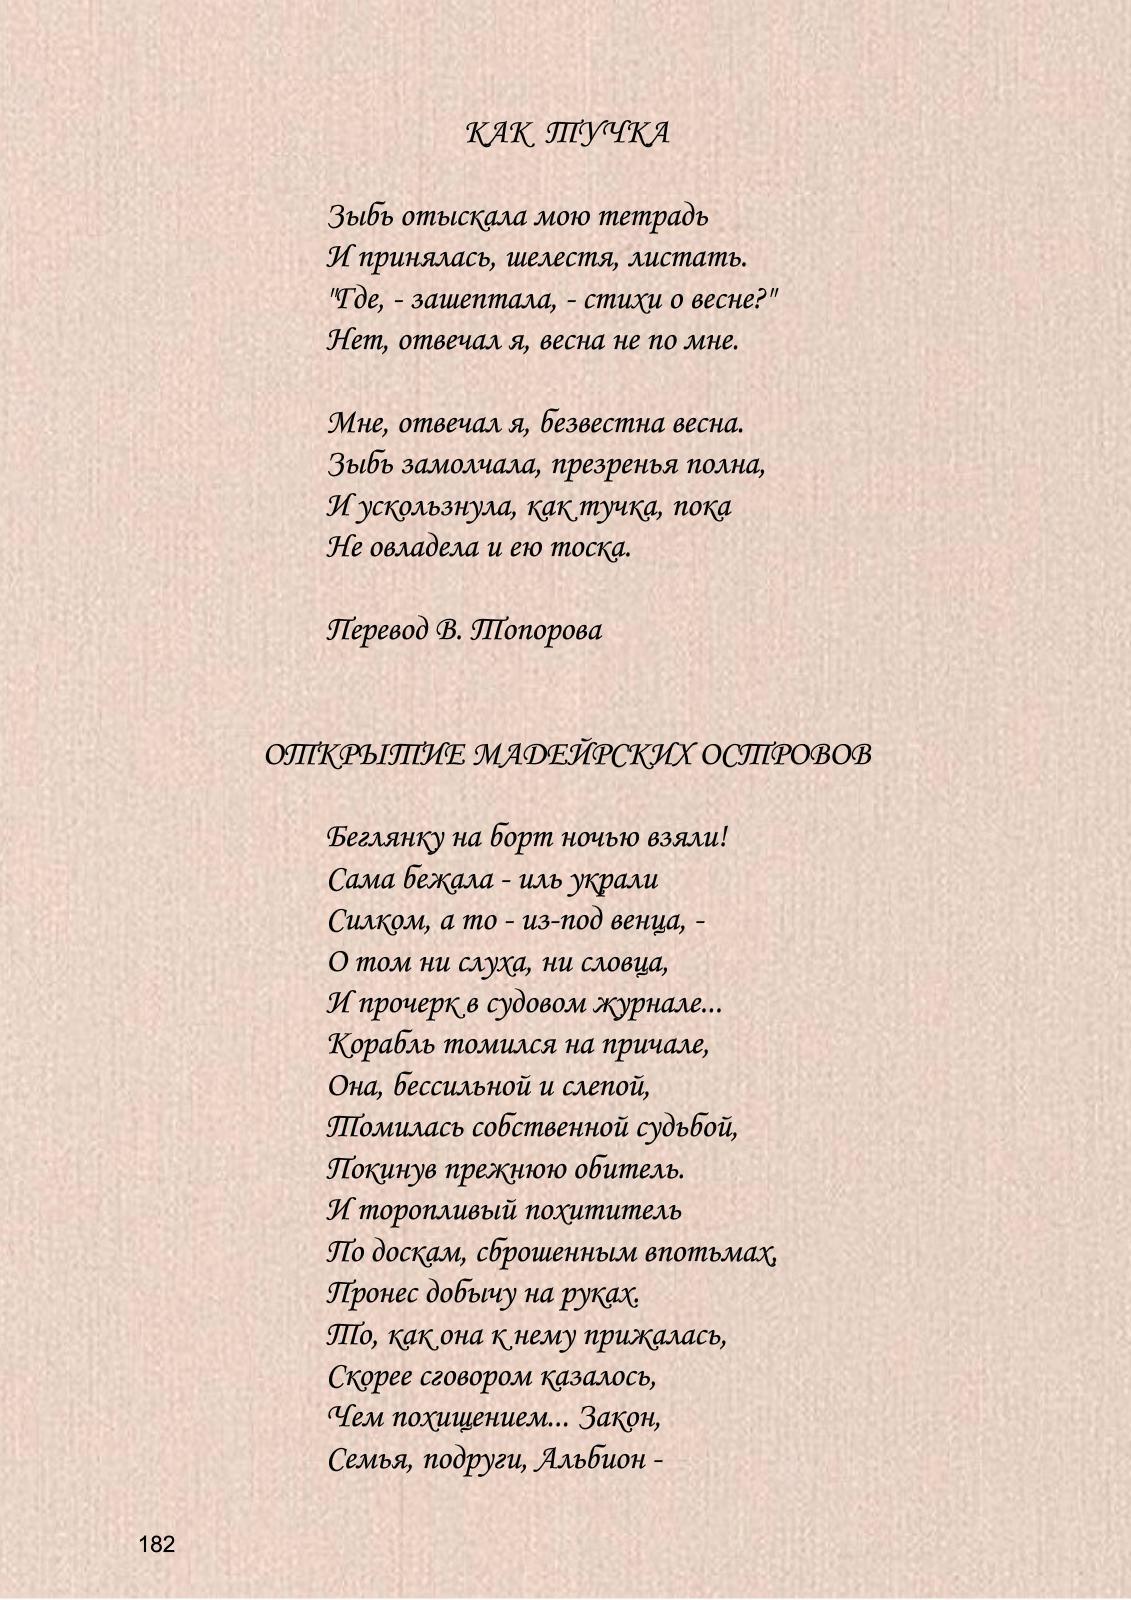 КАК ТУЧКА
Зыбь отыскала мою тетрадь
И принялась, шелестя, листать.
"Где, - зашептала, - стихи о весне?"
Нет, отвечал я, весна не по мне.
Мне, отвечал я, безвестна весна.
Зыбь замолчала, презренья полна,
И ускользнула, как тучка, пока
Не овладела и ею тоска.
Перевод В. Топорова
ОТКРЫТИЕ МАДЕЙРСКИХ ОСТРОВОВ
Беглянку на борт ночью взяли!
Сама бежала - иль украли
Силком, а то - из-под венца, -
О том ни слуха, ни словца,
И прочерк в судовом журнале...
Корабль томился на причале,
Она, бессильной и слепой,
Томилась собственной судьбой,
Покинув прежнюю обитель.
И торопливый похититель
По доскам, сброшенным впотьмах,
Пронес добычу на руках.
То, как она к нему прижалась,
Скорее сговором казалось,
Чем похищением... Закон,
Семья, подруги, Альбион -
182